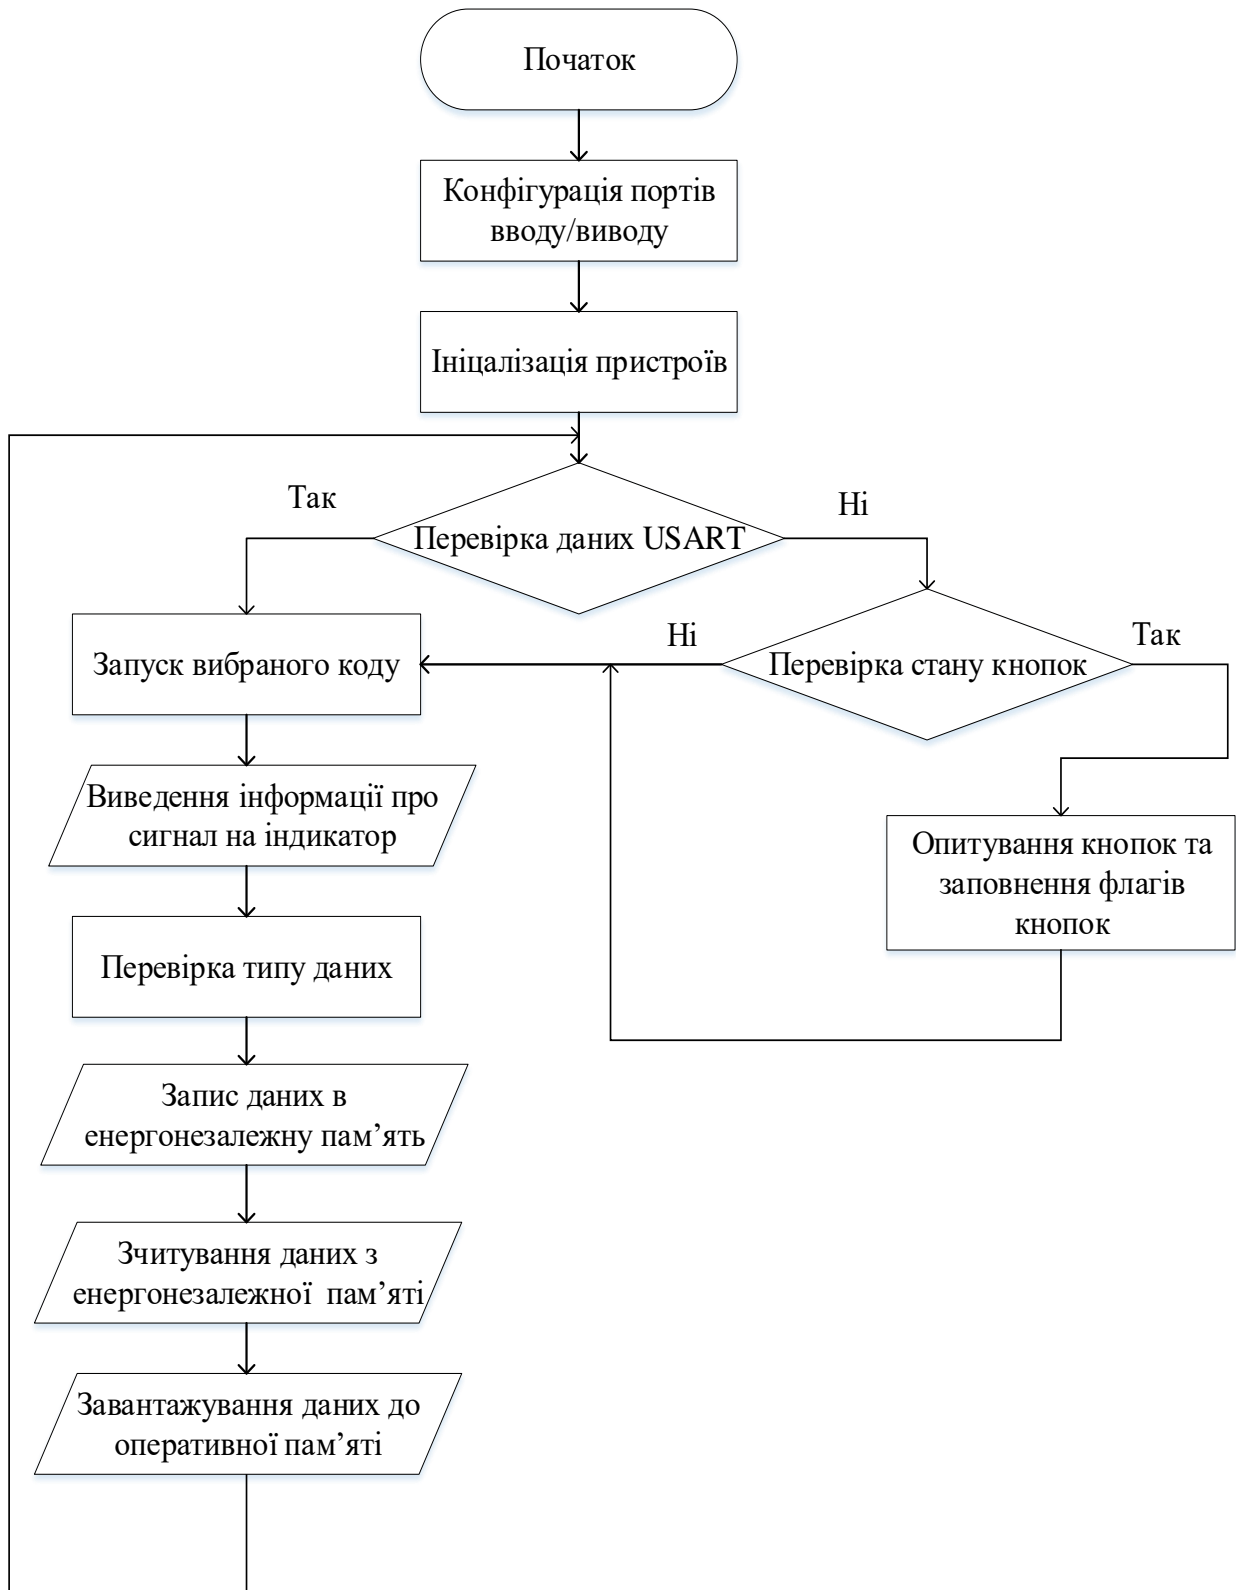 Початок
Конфігурація портів
вводу/виводу
Ініцалізація пристроїв
Так
Ні
Перевірка даних USART
Ні
Так
Запуск вибраного коду
Перевірка стану кнопок
Виведення інформації про
сигнал на індикатор
Опитування кнопок та
заповнення флагів
кнопок
Перевірка типу даних
Запис даних в
енергонезалежну пам’ять
Зчитування даних з
енергонезалежної пам’яті
Завантажування даних до
оперативної пам’яті